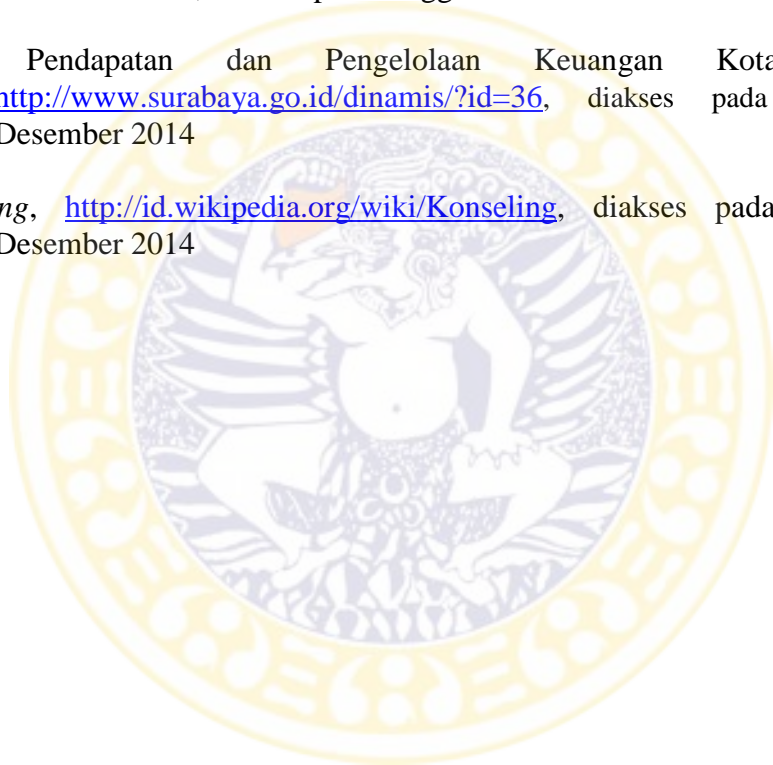 Pendapatan dan Pengelolaan Keuangan Kota
http://www.surabaya.go.id/dinamis/?id=36, diakses pada
Desember 2014
ng, http://id.wikipedia.org/wiki/Konseling, diakses pada
Desember 2014